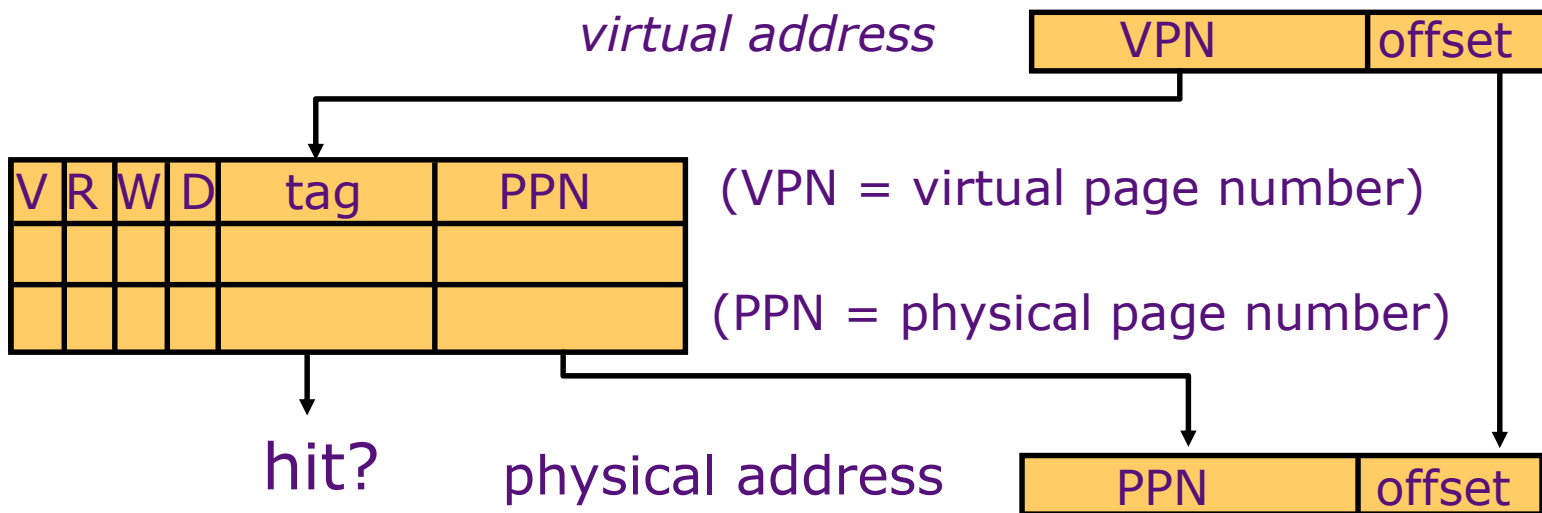 virtual address
VPN offset
V R W D tag PPN
(VPN = virtual page number)
(PPN = physical page number)
hit?
physical address
PPN offset